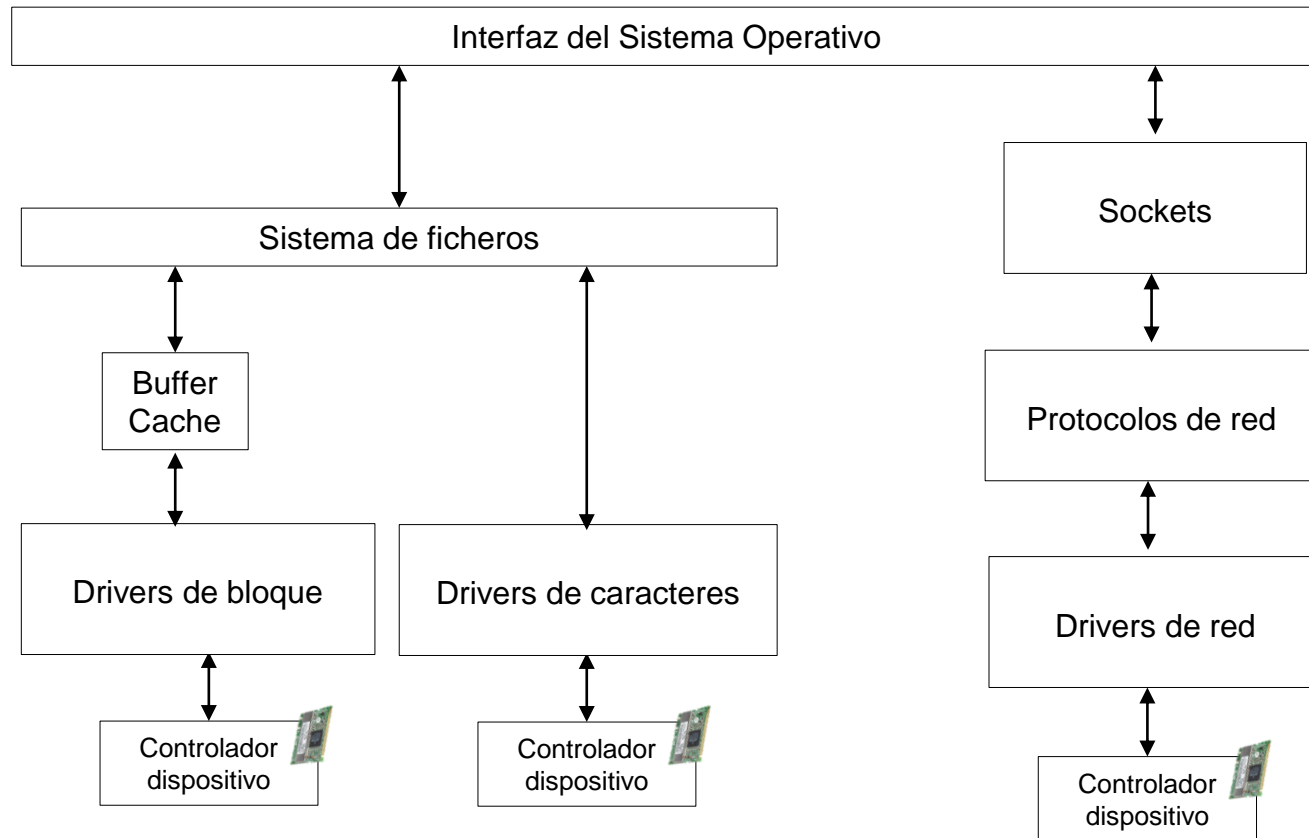 Interfaz del Sistema Operativo
Sistema de ficheros
Sockets
Buffer
Cache
Protocolos de red
Drivers de bloque
Drivers de caracteres
Drivers de red
Controlador
dispositivo
Controlador
dispositivo
Controlador
dispositivo